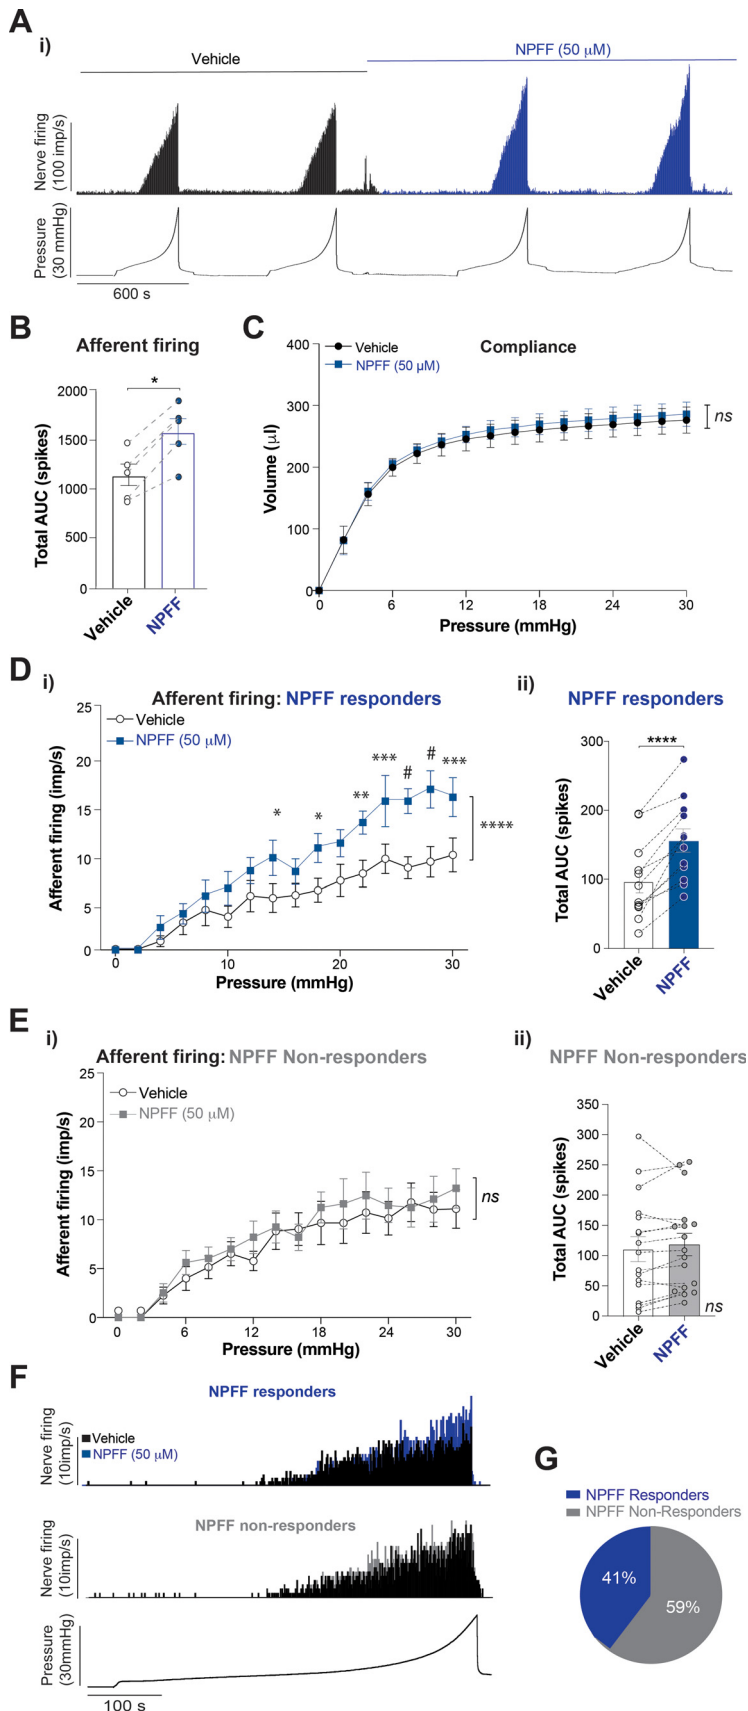 A
i)
Vehicle
NPFF (50 µM)
Nerve firing
(100 imp/s)
Pressure
(30 mmHg)
600 s
B
Afferent firing
*
Total AUC (spikes)
2000
1500
1000
500
0
Vehicle
NPFF
C
Compliance
Vehicle
NPFF (50 µM)
Volume (µl)
400
300
200
100
0
ns
0 6 12 18 24 30
Pressure (mmHg)
D
i)
Afferent firing: NPFF responders
Vehicle
NPFF (50 µM)
Afferent firing (imp/s)
25
20
15
10
5
0
* * ** *** # # ***
****
0 10 20 30
Pressure (mmHg)
ii)
NPFF responders
****
Total AUC (spikes)
300
200
100
0
Vehicle
NPFF
E
i)
Afferent firing: NPFF Non-responders
Vehicle
NPFF (50 µM)
Afferent firing (imp/s)
25
20
15
10
5
0
ns
0 6 12 18 24 30
Pressure (mmHg)
ii)
NPFF Non-responders
Total AUC (spikes)
350
300
250
200
150
100
50
0
ns
Vehicle
NPFF
F
NPFF responders
Vehicle
NPFF (50 µM)
Nerve firing
(10imp/s)
NPFF non-responders
Nerve firing
(10imp/s)
Pressure
(30mmHg)
100 s
G
NPFF Responders
NPFF Non-Responders
41%
59%